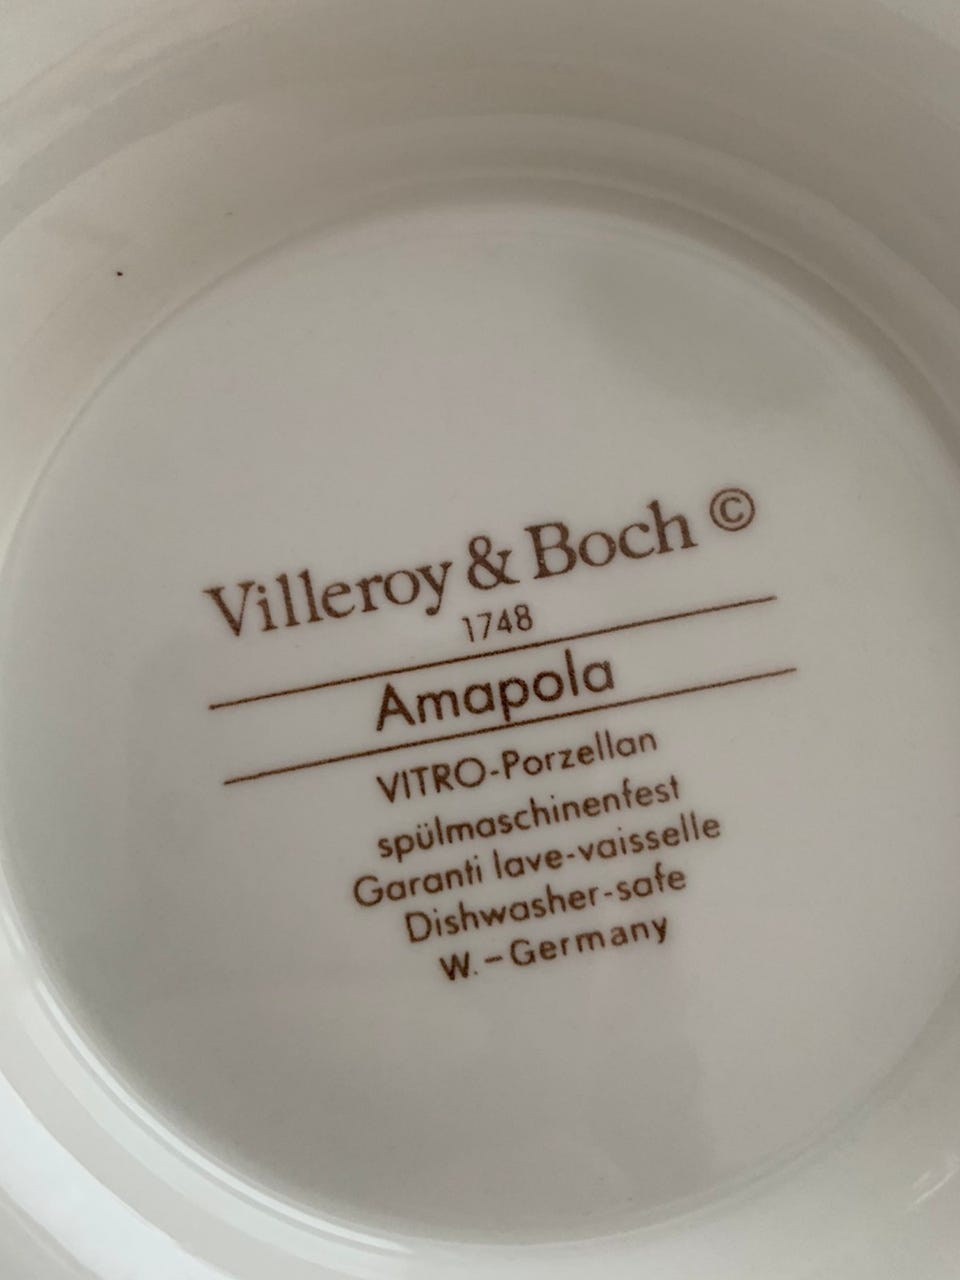 Villeroy & Boch ©
1748
Amapola
VITRO-Porzellan
spülmaschinenfest
Garanti lave-vaisselle
Dishwasher-safe
W.-Germany